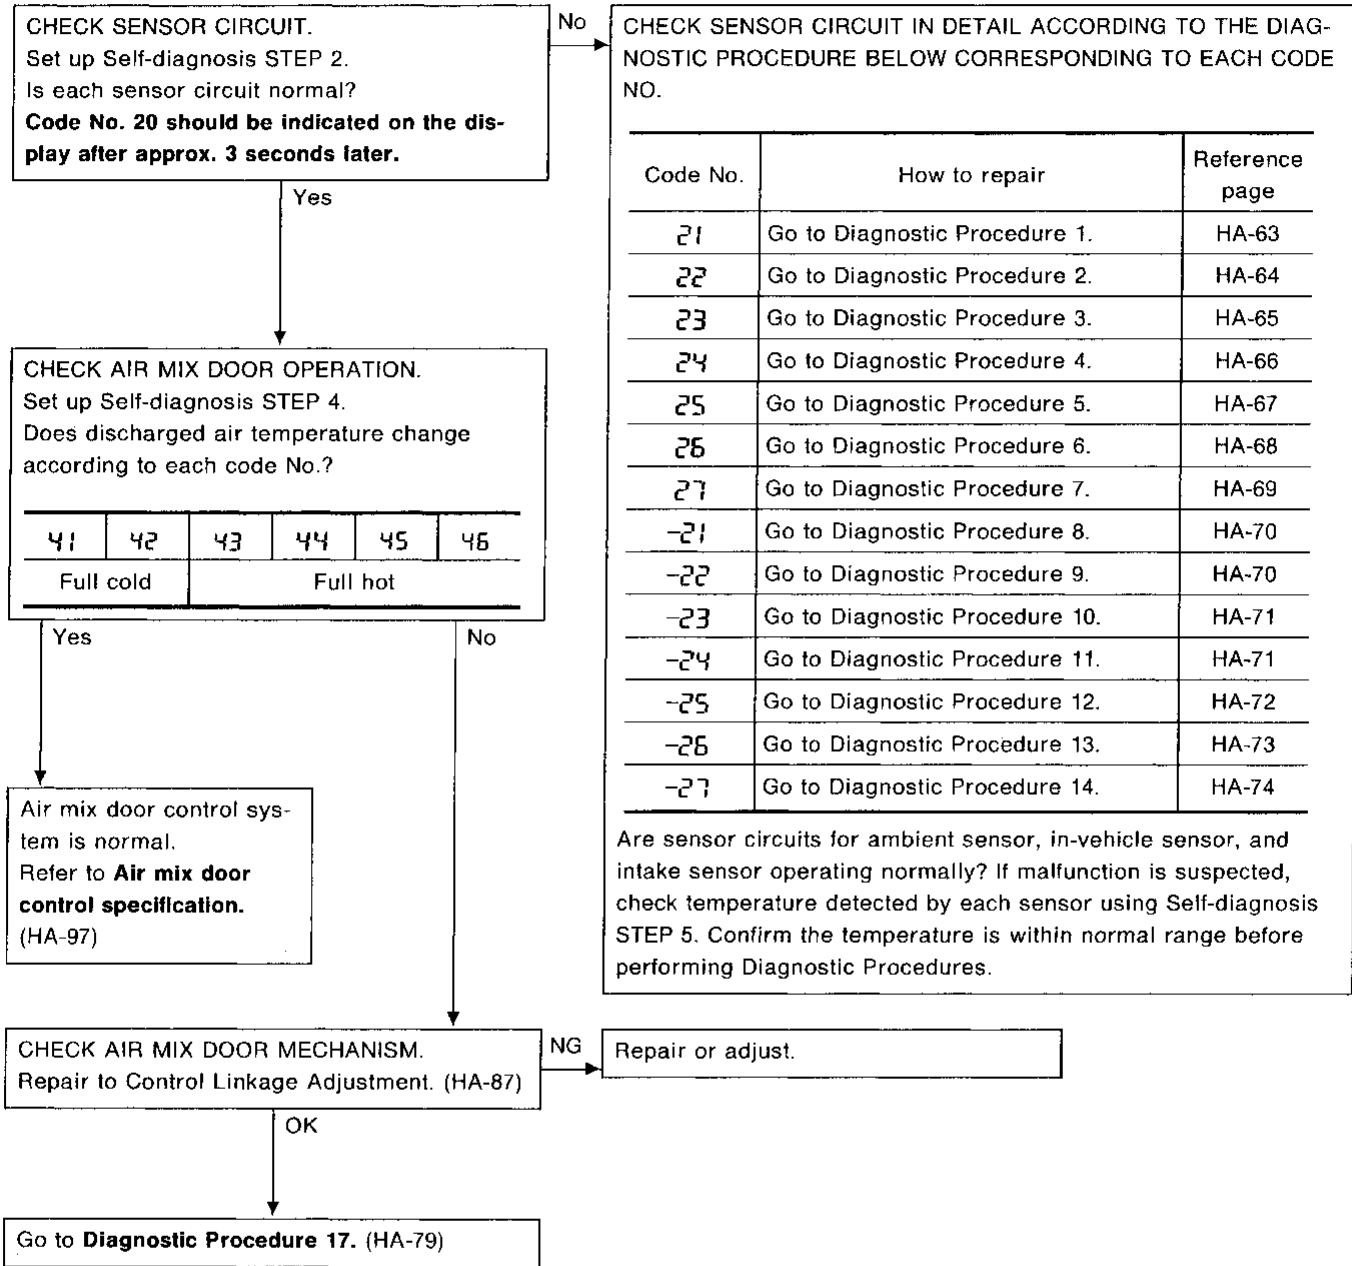 CHECK SENSOR CIRCUIT.
Set up Self-diagnosis STEP 2.
Is each sensor circuit normal?
Code No. 20 should be indicated on the dis-
play after approx. 3 seconds later.
No
Yes
CHECK SENSOR CIRCUIT IN DETAIL ACCORDING TO THE DIAG-
NOSTIC PROCEDURE BELOW CORRESPONDING TO EACH CODE
NO.
Code No. How to repair Reference
page
21 Go to Diagnostic Procedure 1. HA-63
22 Go to Diagnostic Procedure 2. HA-64
23 Go to Diagnostic Procedure 3. HA-65
24 Go to Diagnostic Procedure 4. HA-66
25 Go to Diagnostic Procedure 5. HA-67
26 Go to Diagnostic Procedure 6. HA-68
27 Go to Diagnostic Procedure 7. HA-69
-21 Go to Diagnostic Procedure 8. HA-70
-22 Go to Diagnostic Procedure 9. HA-70
-23 Go to Diagnostic Procedure 10. HA-71
-24 Go to Diagnostic Procedure 11. HA-71
-25 Go to Diagnostic Procedure 12. HA-72
-26 Go to Diagnostic Procedure 13. HA-73
-27 Go to Diagnostic Procedure 14. HA-74
Are sensor circuits for ambient sensor, in-vehicle sensor, and
intake sensor operating normally? If malfunction is suspected,
check temperature detected by each sensor using Self-diagnosis
STEP 5. Confirm the temperature is within normal range before
performing Diagnostic Procedures.
CHECK AIR MIX DOOR OPERATION.
Set up Self-diagnosis STEP 4.
Does discharged air temperature change
according to each code No.?
41 42 43 44 45 46
Full cold Full hot
Yes
No
Air mix door control sys-
tem is normal.
Refer to Air mix door
control specification.
(HA-97)
CHECK AIR MIX DOOR MECHANISM.
Repair to Control Linkage Adjustment. (HA-87)
NG
Repair or adjust.
OK
Go to Diagnostic Procedure 17. (HA-79)